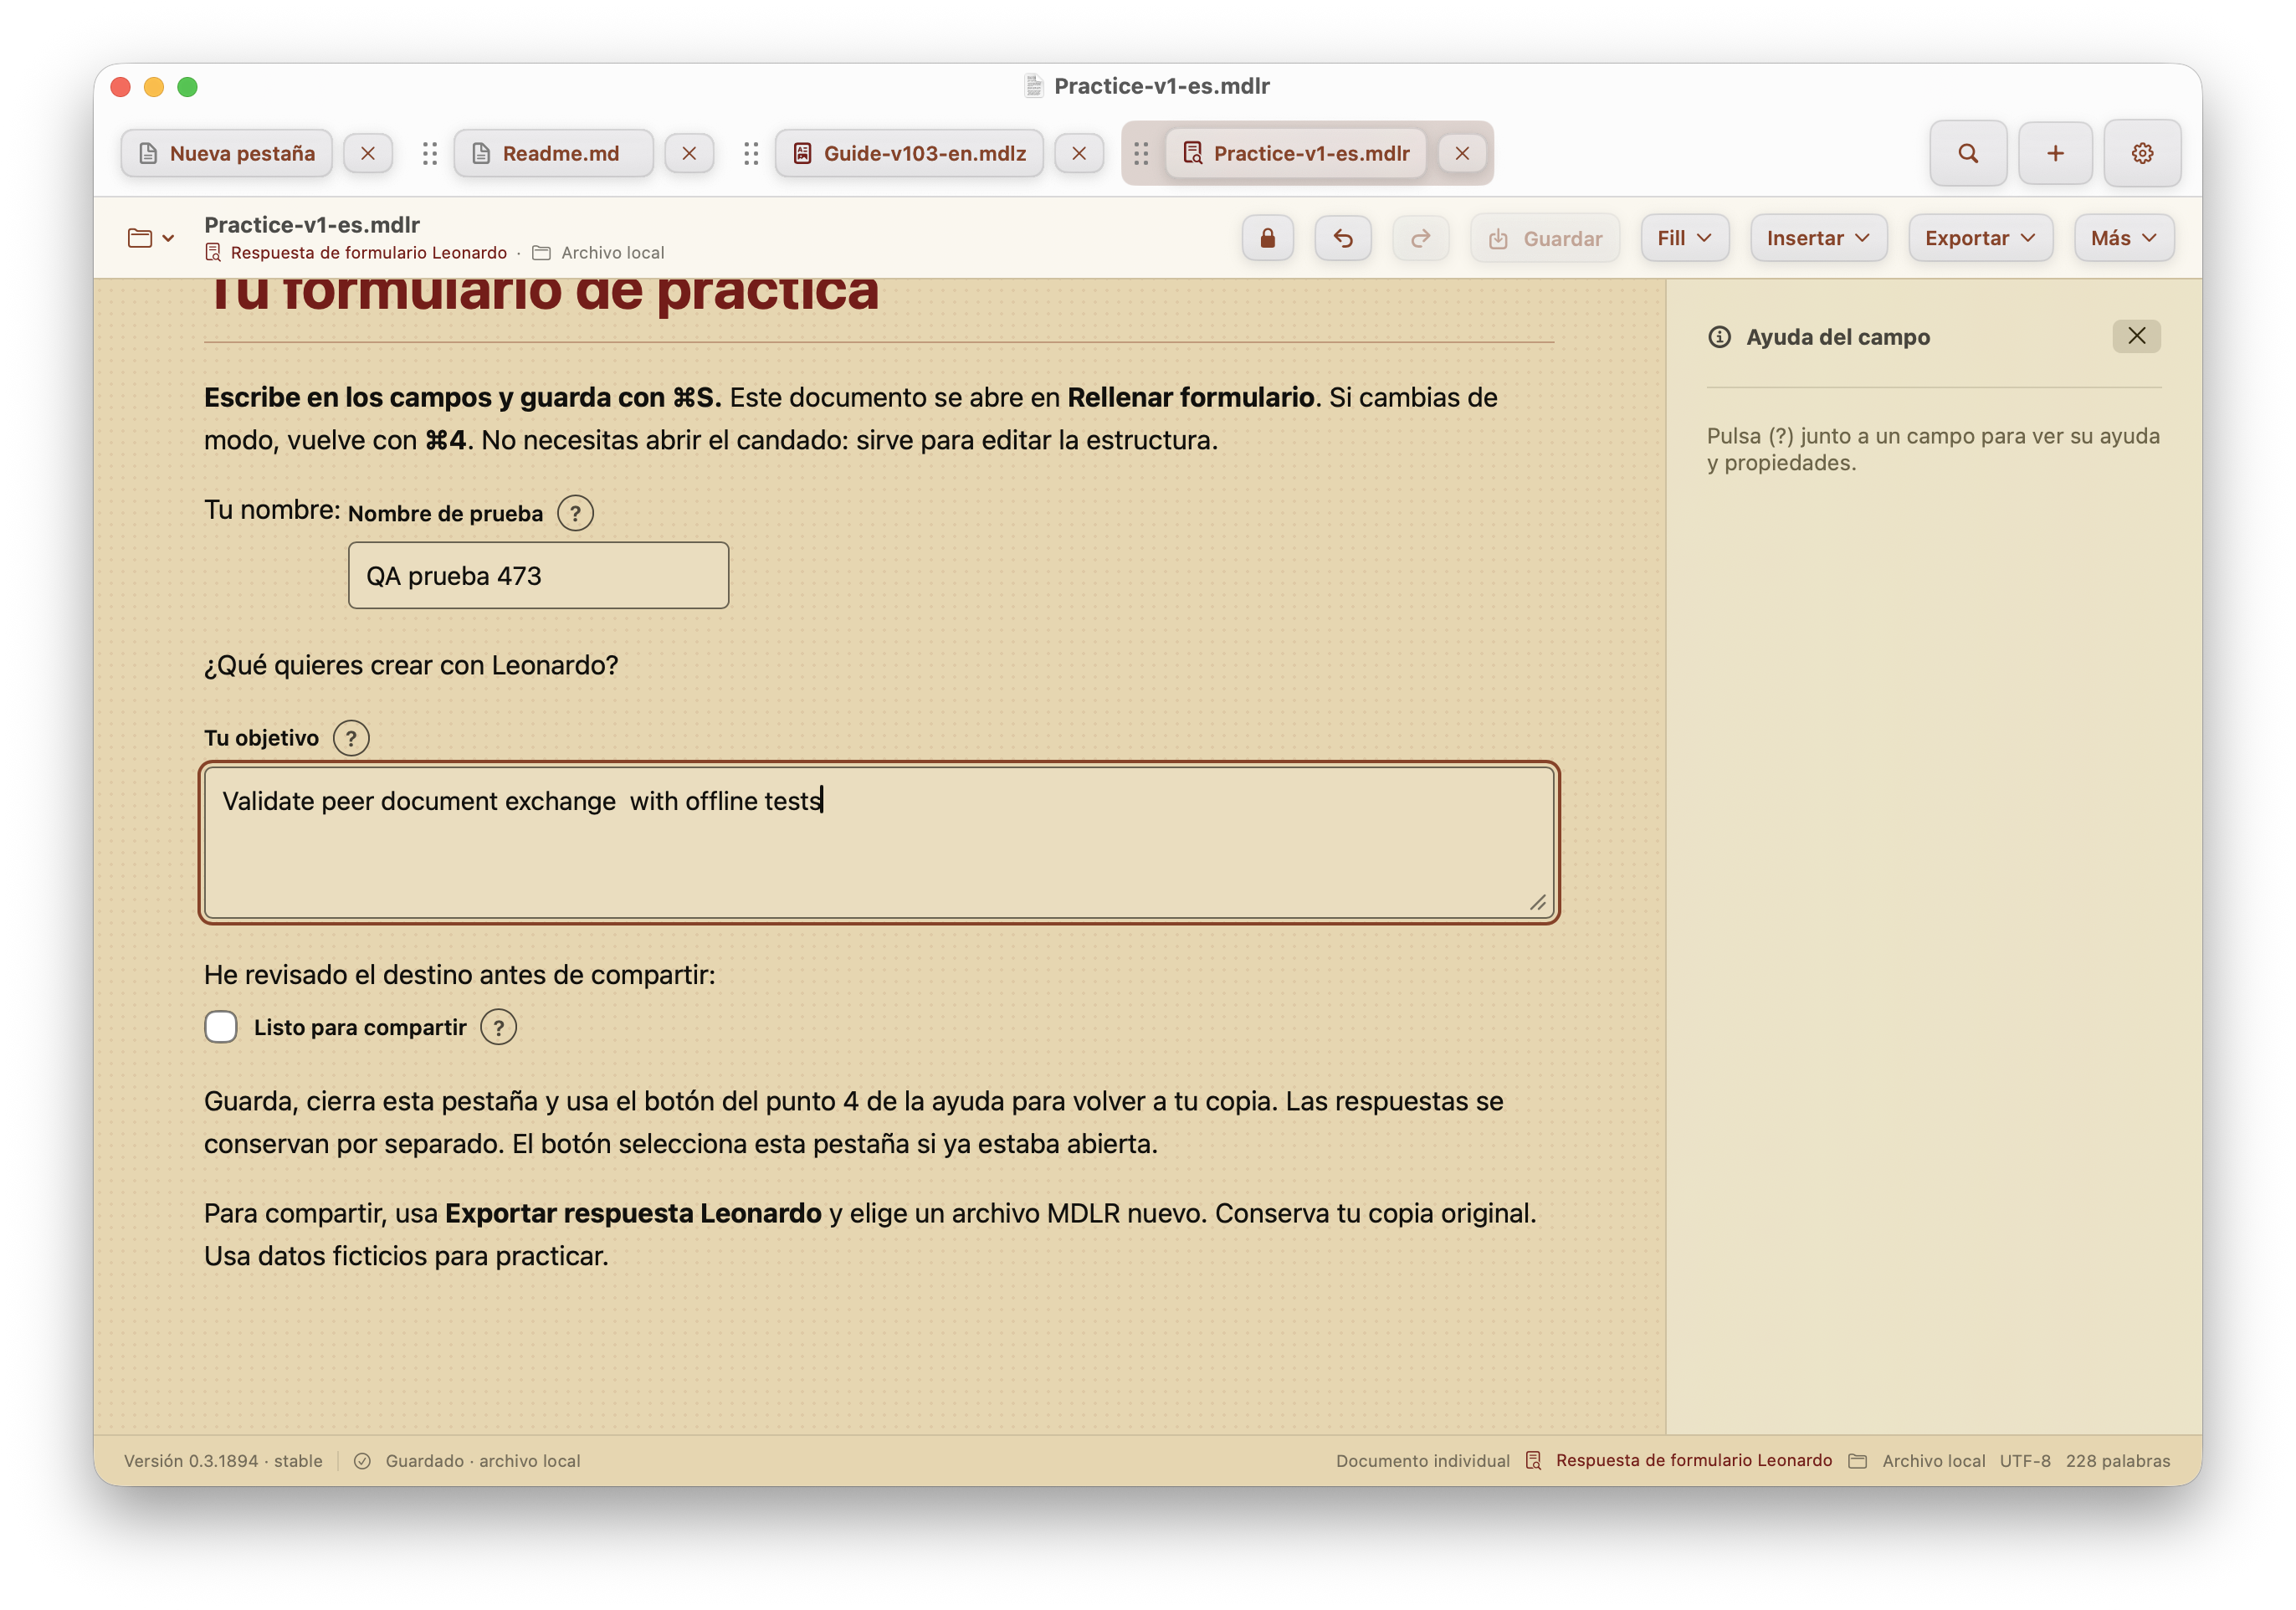 Practice-v1-es.mdlr
Nueva pestaña
Readme.md
Guide-v103-en.mdlz
Practice-v1-es.mdlr
Practice-v1-es.mdlr
Respuesta de formulario Leonardo · Archivo local
Guardar
Fill
Insertar
Exportar
Más
Tu formulario de práctica
Escribe en los campos y guarda con ⌘S. Este documento se abre en Rellenar formulario. Si cambias de
modo, vuelve con ⌘4. No necesitas abrir el candado: sirve para editar la estructura.
Tu nombre: Nombre de prueba ?
QA prueba 473
¿Qué quieres crear con Leonardo?
Tu objetivo ?
Validate peer document exchange  with offline tests
He revisado el destino antes de compartir:
Listo para compartir ?
Guarda, cierra esta pestaña y usa el botón del punto 4 de la ayuda para volver a tu copia. Las respuestas se
conservan por separado. El botón selecciona esta pestaña si ya estaba abierta.
Para compartir, usa Exportar respuesta Leonardo y elige un archivo MDLR nuevo. Conserva tu copia original.
Usa datos ficticios para practicar.
Ayuda del campo
Pulsa (?) junto a un campo para ver su ayuda
y propiedades.
Versión 0.3.1894 · stable
Guardado · archivo local
Documento individual
Respuesta de formulario Leonardo
Archivo local
UTF-8
228 palabras